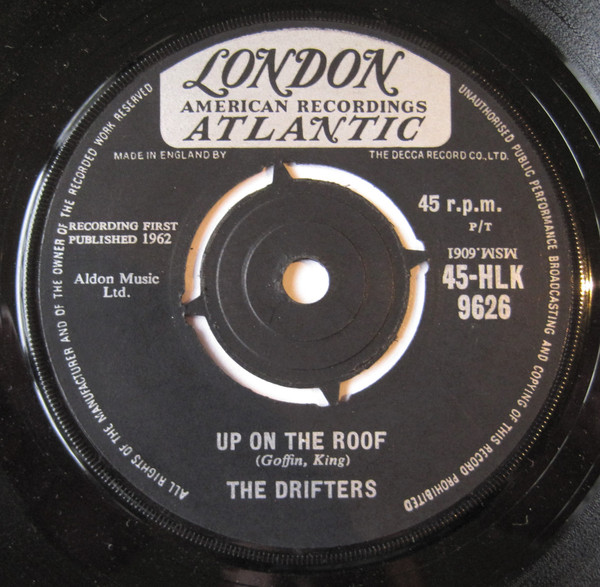 LONDON
AMERICAN RECORDINGS
ATLANTIC
MADE IN ENGLAND BY THE DECCA RECORD CO., LTD.
ALL RIGHTS OF THE MANUFACTURER AND OF THE OWNER OF THE RECORDED WORK RESERVED
UNAUTHORISED PUBLIC PERFORMANCE BROADCASTING AND COPYING OF THIS RECORD PROHIBITED
RECORDING FIRST
PUBLISHED 1962
Aldon Music
Ltd.
45 r.p.m.
P/T
MSM.6061
45-HLK
9626
UP ON THE ROOF
(Goffin, King)
THE DRIFTERS